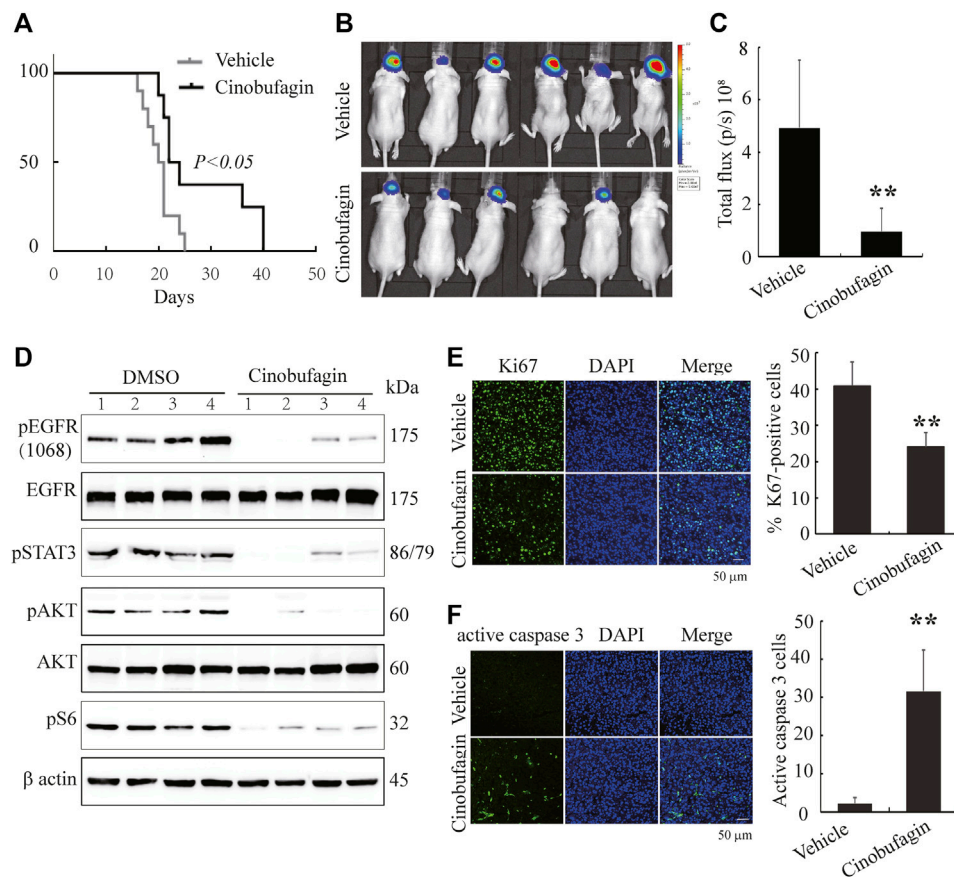 A
Vehicle
Cinobufagin
100
50
0
P<0.05
0 10 20 30 40 50
Days
B
Vehicle
Cinobufagin
C
Total flux (p/s) 10⁸
8
6
4
2
0
**
Vehicle
Cinobufagin
D
DMSO
Cinobufagin
kDa
1 2 3 4 1 2 3 4
pEGFR
(1068)
175
EGFR
175
pSTAT3
86/79
pAKT
60
AKT
60
pS6
32
β actin
45
E
Ki67 DAPI Merge
Vehicle
Cinobufagin
50 μm
% K67-positive cells
50
40
30
20
10
0
**
Vehicle
Cinobufagin
F
active caspase 3 DAPI Merge
Vehicle
Cinobufagin
50 μm
Active caspase 3 cells
50
40
30
20
10
0
**
Vehicle
Cinobufagin